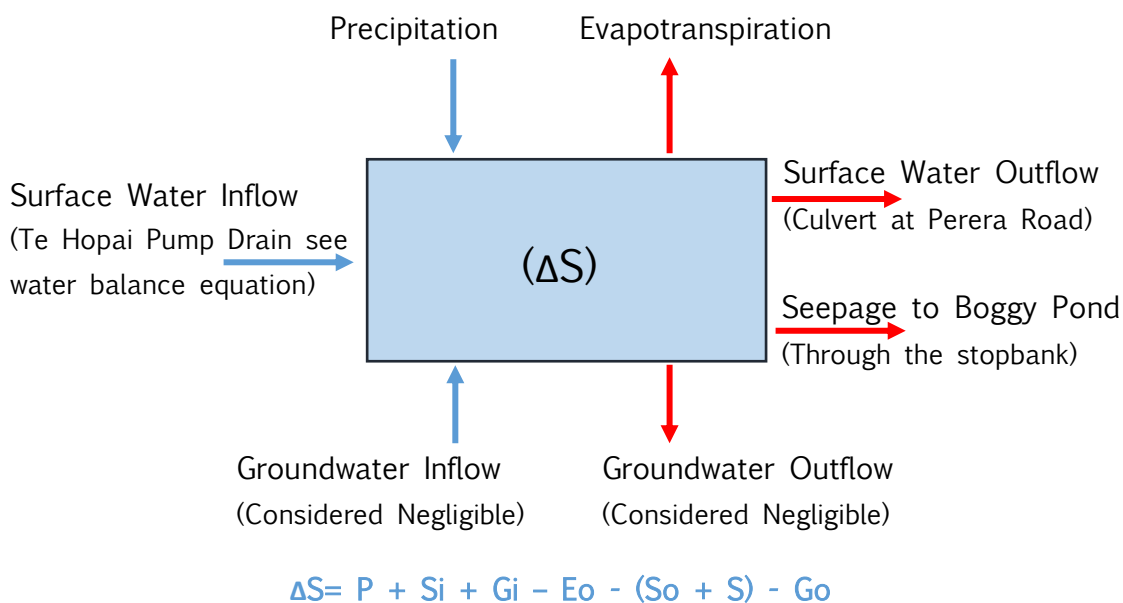 Precipitation
Evapotranspiration
Surface Water Inflow
(Te Hopai Pump Drain see
water balance equation)
(ΔS)
Surface Water Outflow
(Culvert at Perera Road)
Seepage to Boggy Pond
(Through the stopbank)
Groundwater Inflow
(Considered Negligible)
Groundwater Outflow
(Considered Negligible)
ΔS= P + Si + Gi – Eo - (So + S) - Go